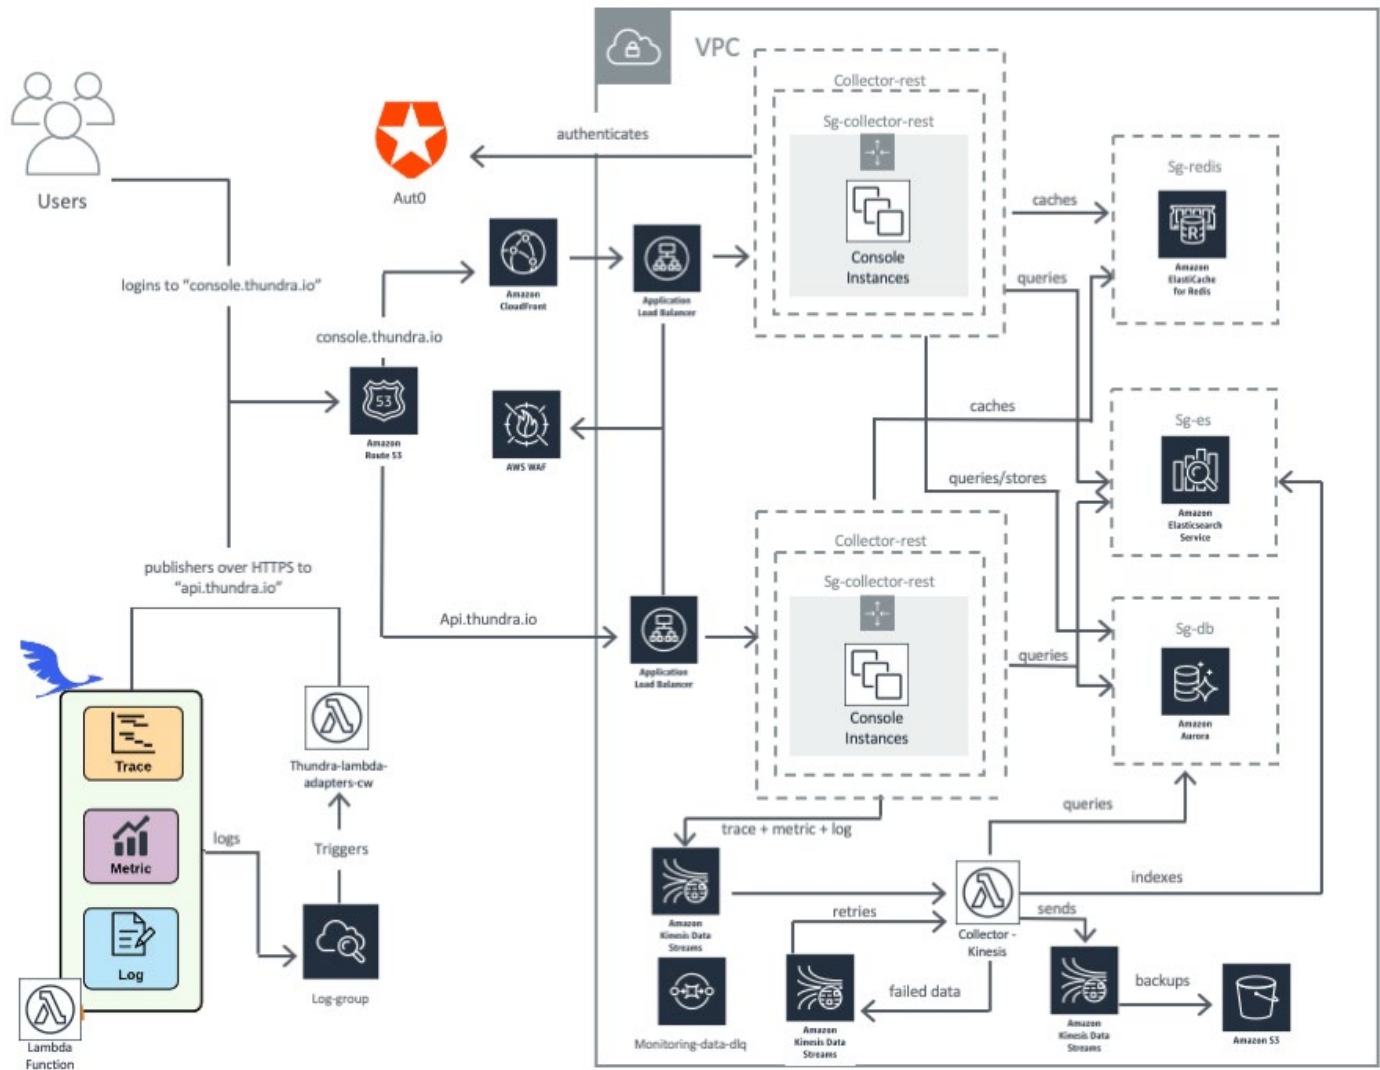 VPC
Collector-rest
Sg-collector-rest
Console
Instances
Users
authenticates
Aut0
logins to “console.thundra.io”
Amazon
CloudFront
Application
Load Balancer
console.thundra.io
53
Amazon
Route 53
AWS WAF
caches
queries
Sg-redis
R
Amazon
ElastiCache
for Redis
caches
queries/stores
Sg-es
Amazon
Elasticsearch
Service
publishers over HTTPS to
“api.thundra.io”
Api.thundra.io
Application
Load Balancer
Collector-rest
Sg-collector-rest
Console
Instances
queries
Sg-db
Amazon
Aurora
Trace
Metric
Log
Lambda
Function
logs
Thundra-lambda-
adapters-cw
Triggers
Log-group
trace + metric + log
Amazon
Kinesis Data
Streams
Monitoring-data-dlq
retries
failed data
Amazon
Kinesis Data
Streams
Collector -
Kinesis
queries
indexes
sends
Amazon
Kinesis Data
Streams
backups
Amazon S3